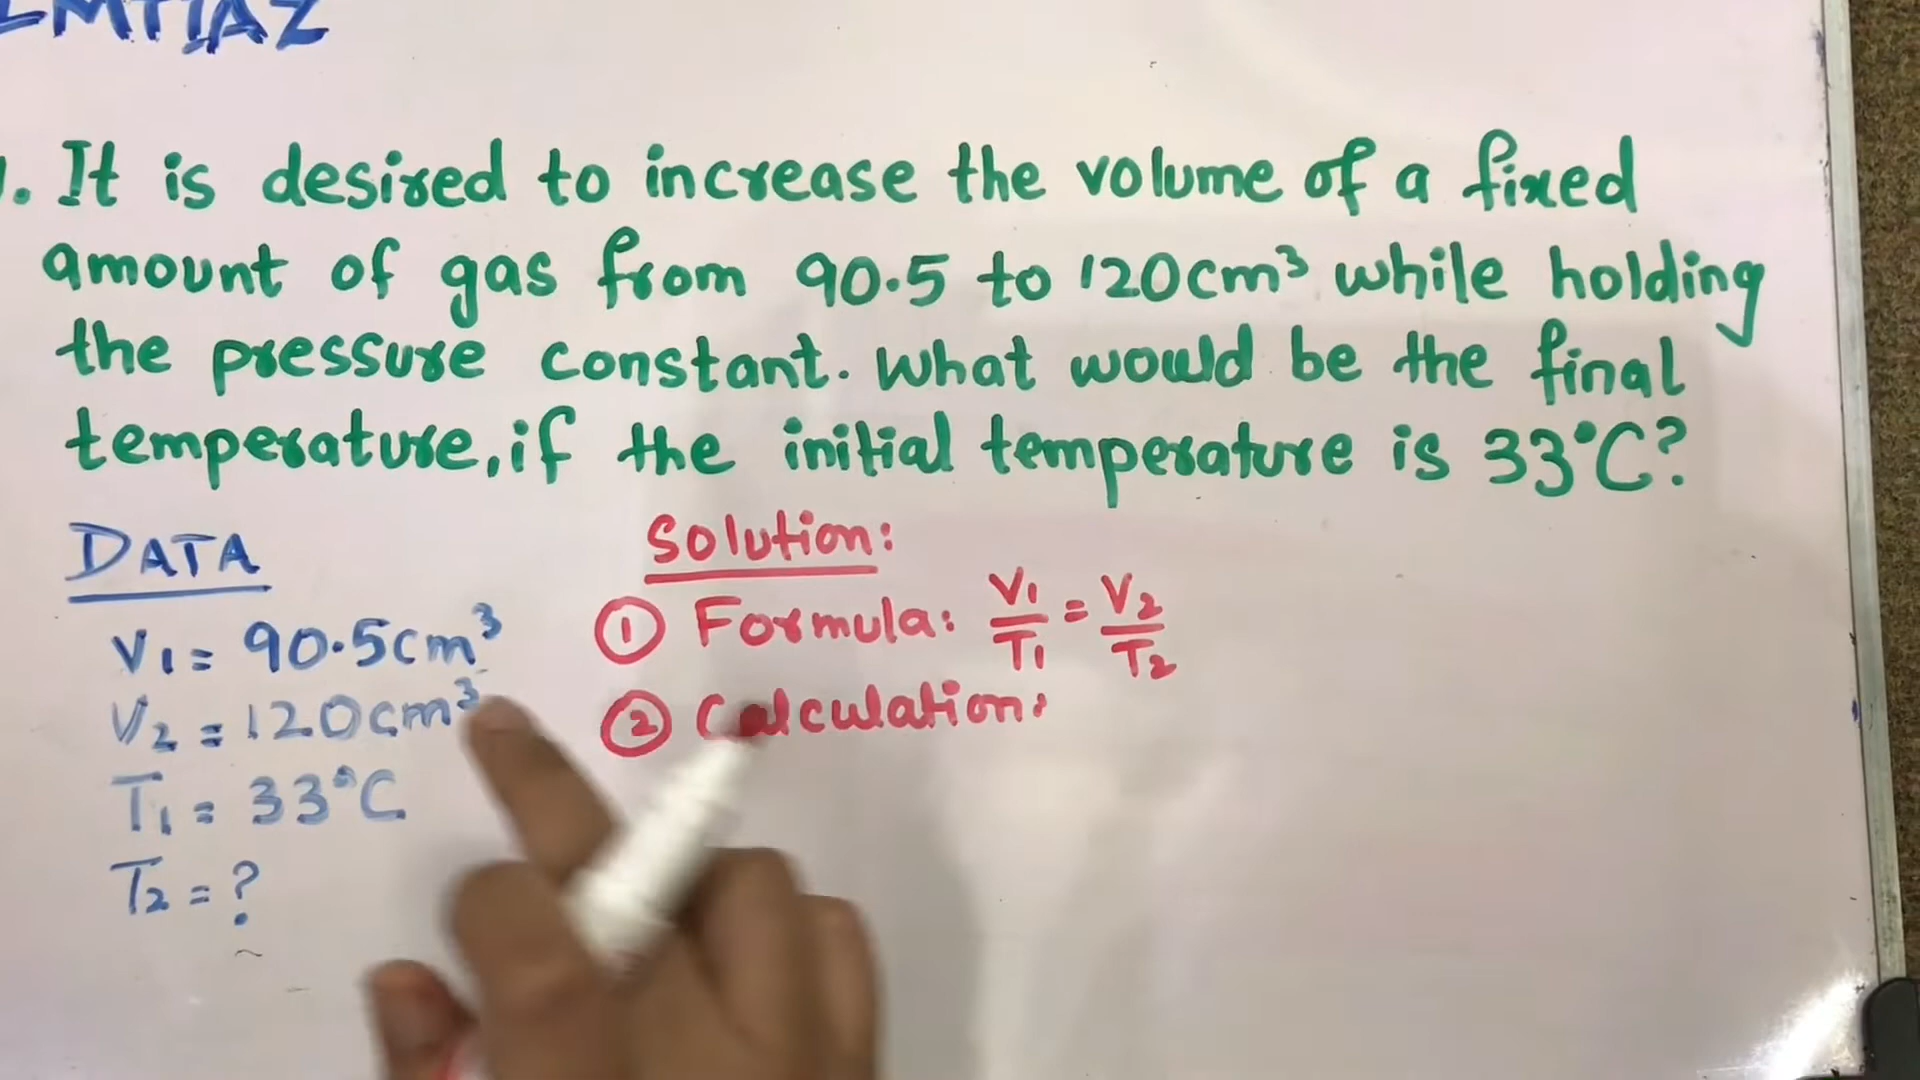 EMTIAZ
1. It is desired to increase the volume of a fixed
amount of gas from 90.5 to 120cm³ while holding
the pressure constant. What would be the final
temperature, if the initial temperature is 33°C?
DATA
V₁ = 90.5cm³
V₂ = 120cm³
T₁ = 33°C
T₂ = ?
Solution:
① Formula: V₁/T₁ = V₂/T₂
② Calculation: